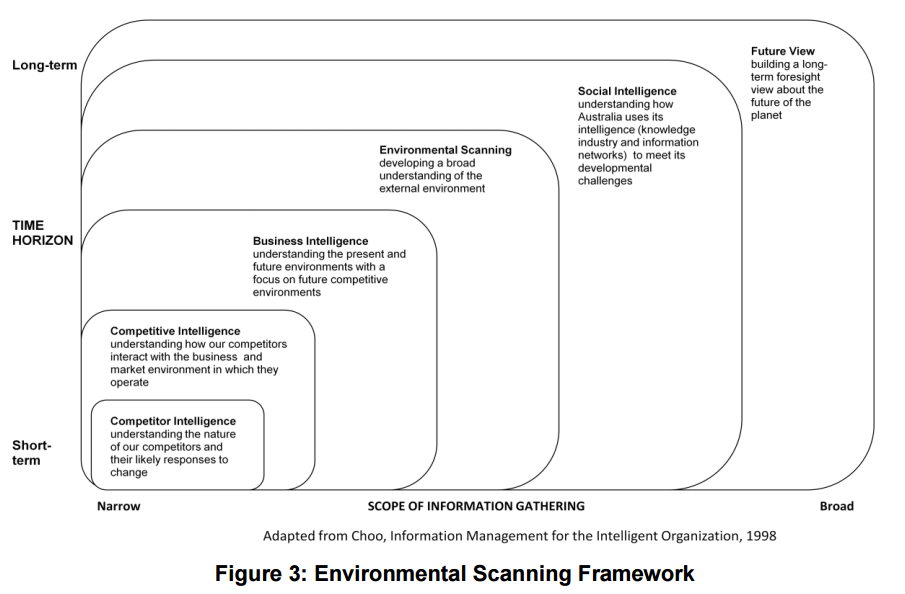 Long-term
Future View
building a long-
term foresight
view about the
future of the
planet
Social Intelligence
understanding how
Australia uses its
intelligence (knowledge
industry and information
networks) to meet its
developmental
challenges
Environmental Scanning
developing a broad
understanding of the
external environment
TIME
HORIZON
Business Intelligence
understanding the present and
future environments with a
focus on future competitive
environments
Competitive Intelligence
understanding how our competitors
interact with the business and
market environment in which they
operate
Competitor Intelligence
understanding the nature
of our competitors and
their likely responses to
change
Short-
term
Narrow
SCOPE OF INFORMATION GATHERING
Broad
Adapted from Choo, Information Management for the Intelligent Organization, 1998
Figure 3: Environmental Scanning Framework